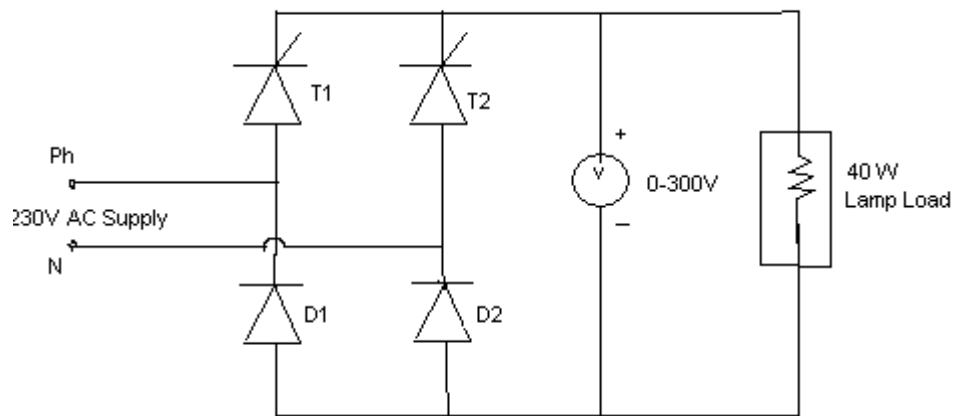 T1
T2
Ph
+
V
0-300V
40 W
Lamp Load
230V AC Supply
N
−
D1
D2